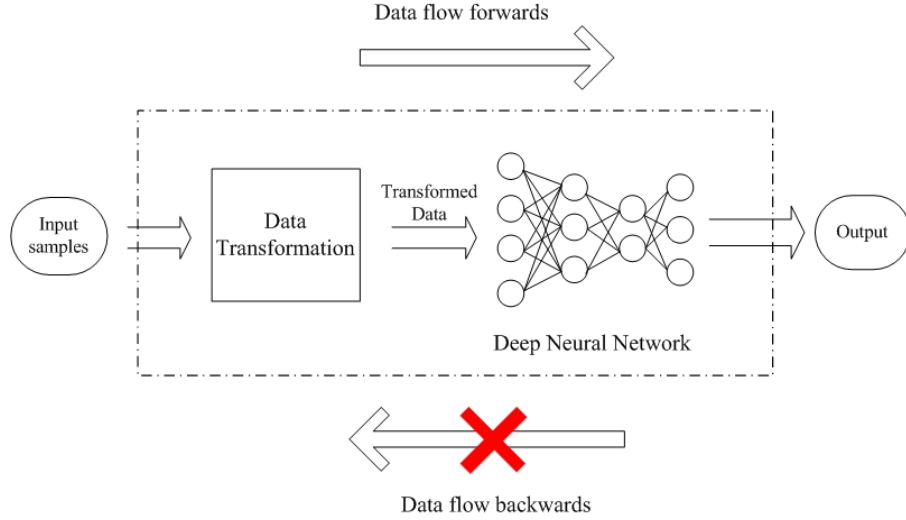 Data flow forwards
Input
samples
Data
Transformation
Transformed
Data
Deep Neural Network
Output
Data flow backwards